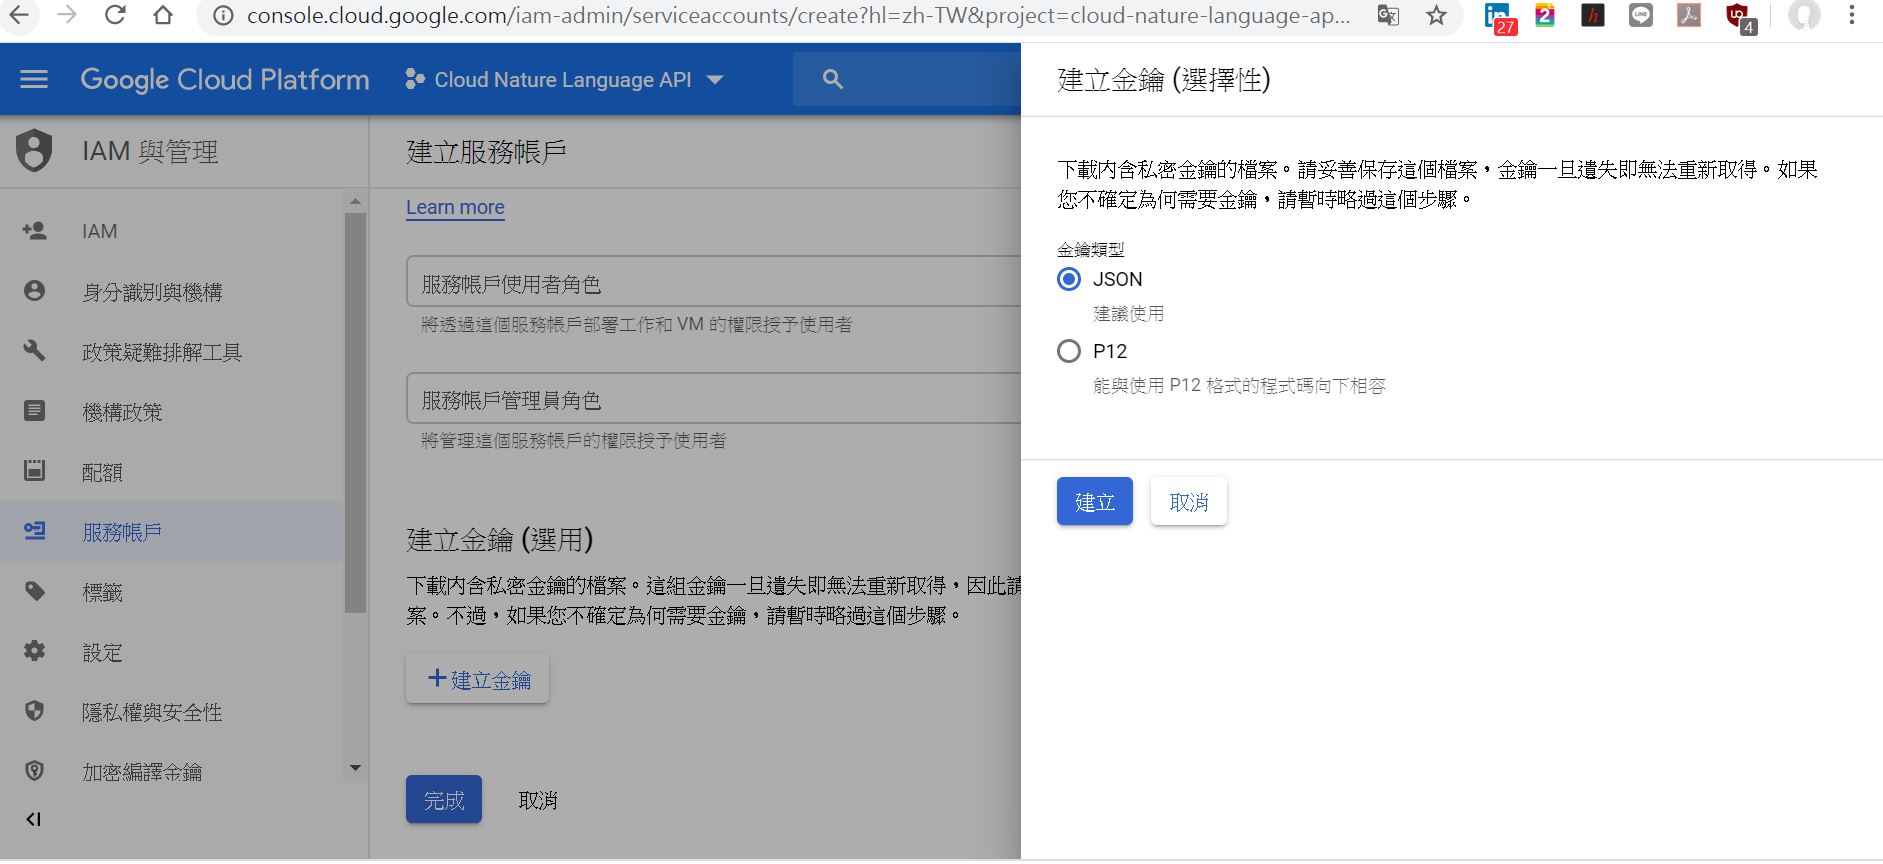 console.cloud.google.com/iam-admin/serviceaccounts/create?hl=zh-TW&project=cloud-nature-language-ap...
27
2
h
LINE
4
Google Cloud Platform
Cloud Nature Language API
IAM 與管理
IAM
身分識別與機構
政策疑難排解工具
機構政策
配額
服務帳戶
標籤
設定
隱私權與安全性
加密編譯金鑰
建立服務帳戶
Learn more
服務帳戶使用者角色
將透過這個服務帳戶部署工作和 VM 的權限授予使用者
服務帳戶管理員角色
將管理這個服務帳戶的權限授予使用者
建立金鑰 (選用)
下載內含私密金鑰的檔案。這組金鑰一旦遺失即無法重新取得，因此請
案。不過，如果您不確定為何需要金鑰，請暫時略過這個步驟。
+建立金鑰
完成 取消
建立金鑰 (選擇性)
下載內含私密金鑰的檔案。請妥善保存這個檔案，金鑰一旦遺失即無法重新取得。如果
您不確定為何需要金鑰，請暫時略過這個步驟。
金鑰類型
JSON
建議使用
P12
能與使用 P12 格式的程式碼向下相容
建立 取消